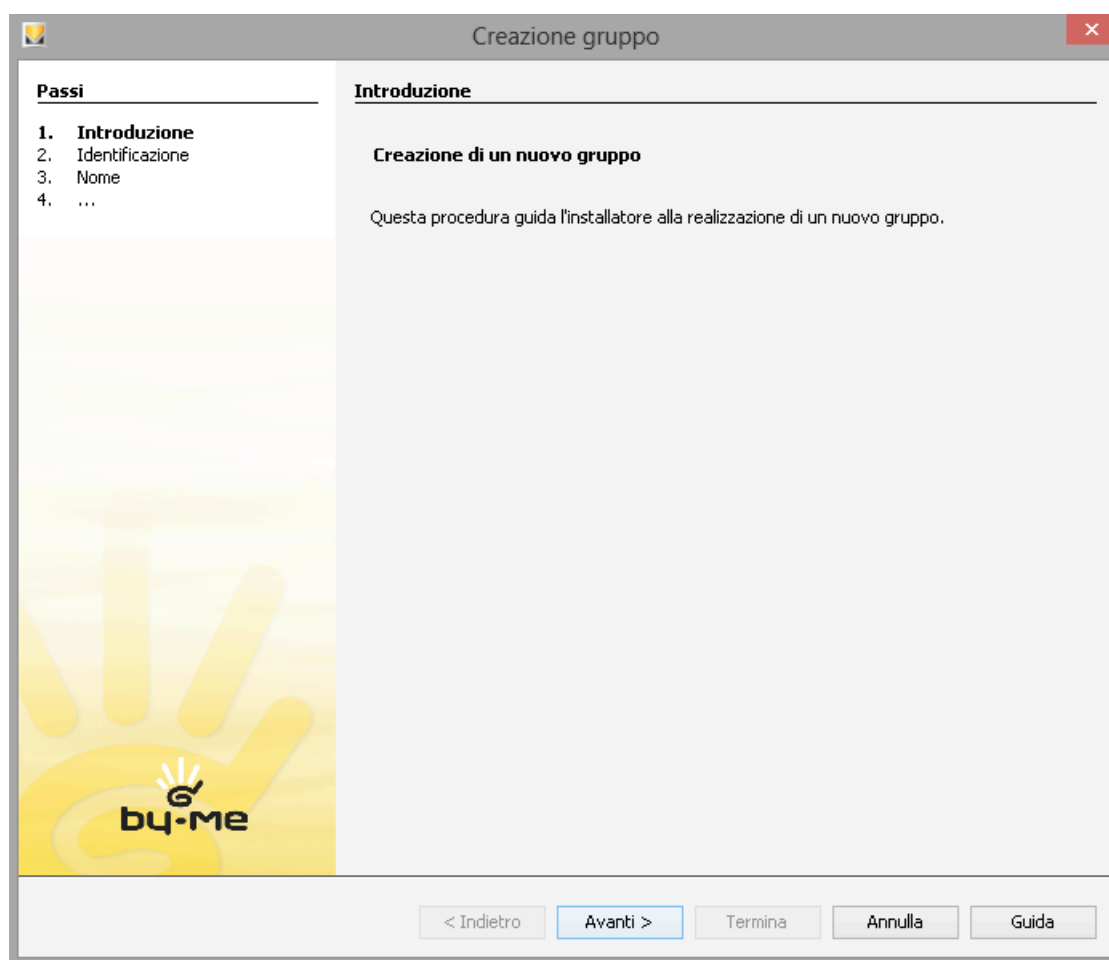 Creazione gruppo
Passi
1. Introduzione
2. Identificazione
3. Nome
4. ...
by-me
Introduzione
Creazione di un nuovo gruppo
Questa procedura guida l'installatore alla realizzazione di un nuovo gruppo.
< Indietro
Avanti >
Termina
Annulla
Guida